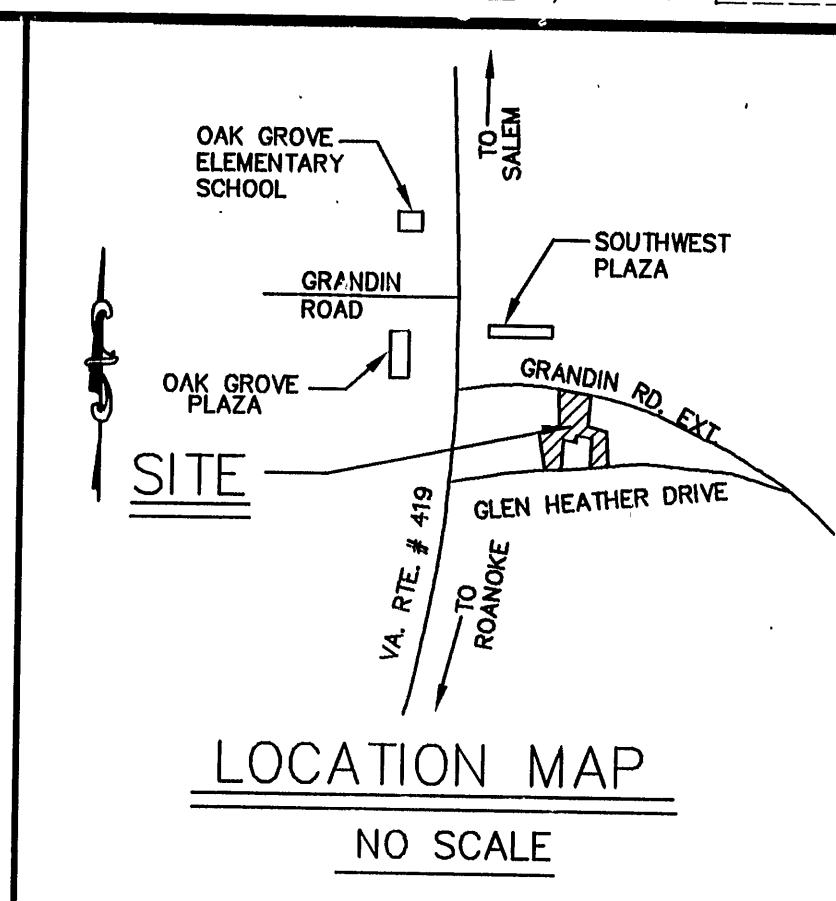 TO
SALEM
OAK GROVE
ELEMENTARY
SCHOOL
SOUTHWEST
PLAZA
GRANDIN
ROAD
OAK GROVE
PLAZA
GRANDIN RD. EXT.
SITE
GLEN HEATHER DRIVE
VA. RTE. # 419
TO
ROANOKE
LOCATION MAP
NO SCALE